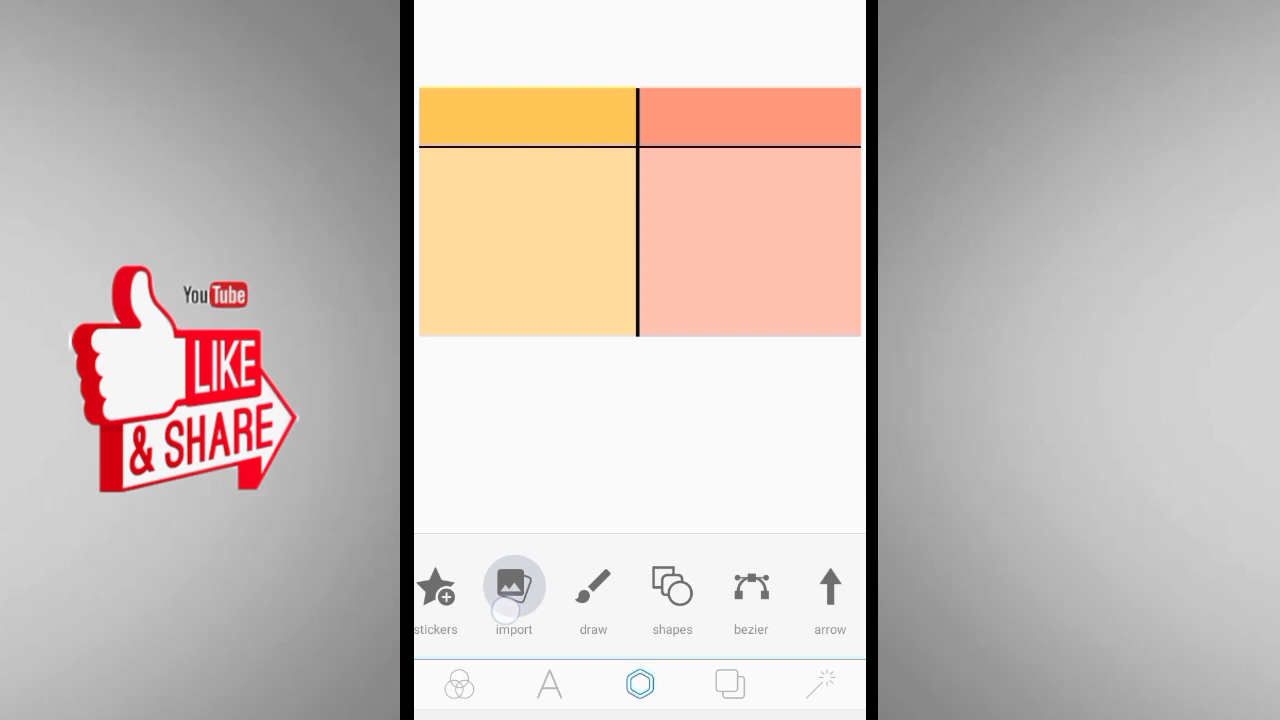 YouTube
LIKE
& SHARE
stickers
import
draw
shapes
bezier
arrow